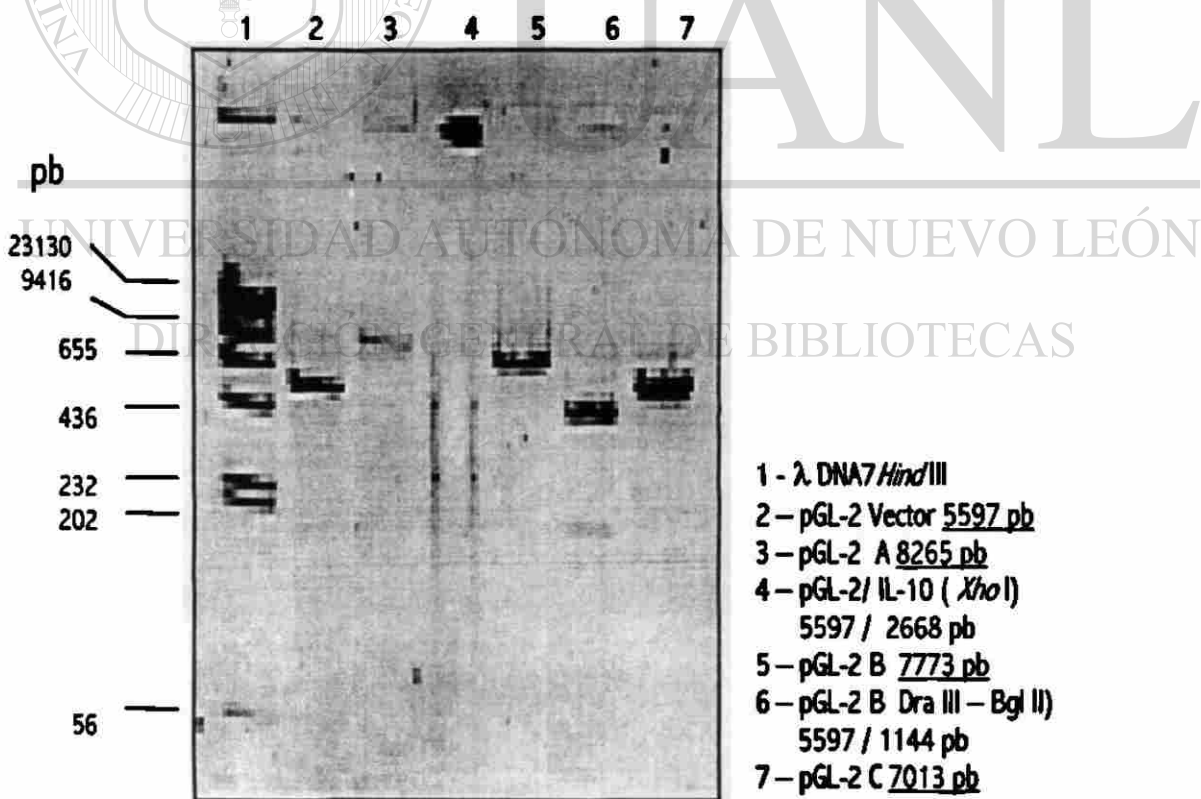 UANL
1 2 3 4 5 6 7
pb
UNIVERSIDAD AUTÓNOMA DE NUEVO LEÓN
23130
9416
DIRECCIÓN GENERAL DE BIBLIOTECAS
655
436
232
202
56
1 - λ DNA7 HindIII
2 – pGL-2 Vector 5597 pb
3 – pGL-2 A 8265 pb
4 – pGL-2/ IL-10 ( XhoI)
5597 / 2668 pb
5 – pGL-2 B 7773 pb
6 – pGL-2 B Dra III – Bgl II)
5597 / 1144 pb
7 – pGL-2 C 7013 pb